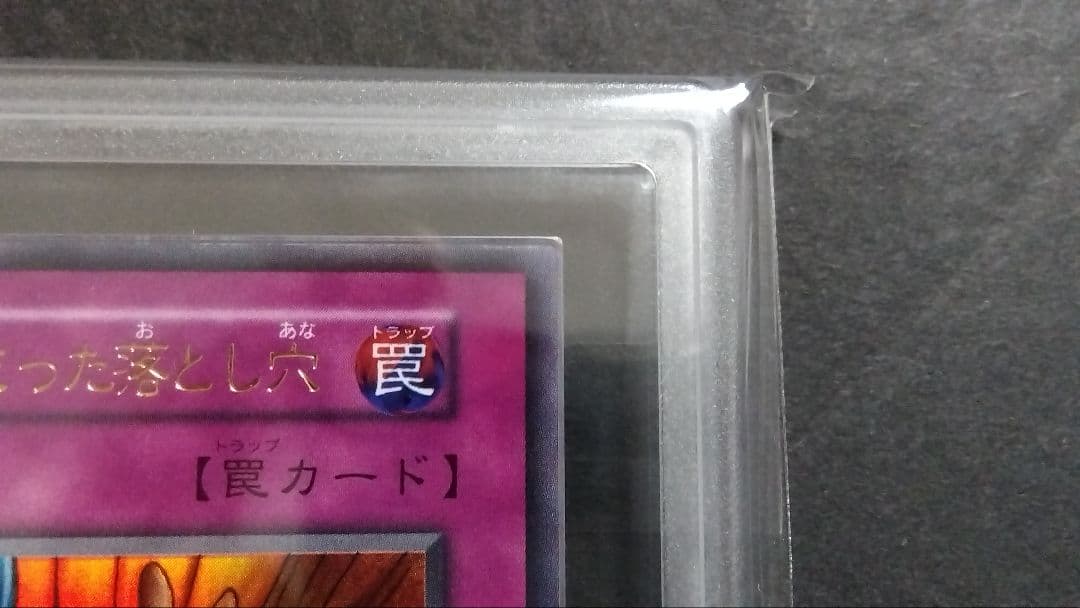 った落とし穴
お あな
トラップ
罠
トラップ
【罠カード】